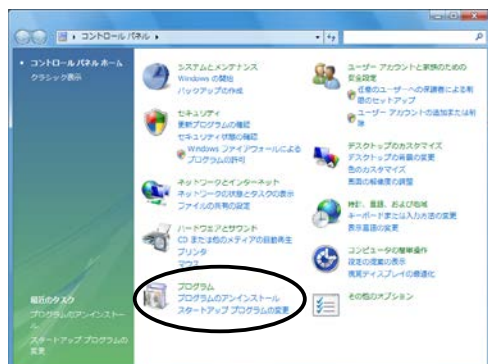 コントロール パネル
コントロール パネル ホーム
クラシック表示
システムとメンテナンス
Windows の開始
バックアップの作成
セキュリティ
更新プログラムの確認
セキュリティ状態の確認
Windows ファイアウォールによる
プログラムの許可
ネットワークとインターネット
ネットワークの状態とタスクの表示
ファイルの共有の設定
ハードウェアとサウンド
CD または他のメディアの自動再生
プリンタ
マウス
プログラム
プログラムのアンインストール
スタートアップ プログラムの変更
ユーザー アカウントと家族のための
安全設定
任意のユーザーへの保護者による制
限のセットアップ
ユーザー アカウントの追加または削
除
デスクトップのカスタマイズ
デスクトップの背景の変更
色のカスタマイズ
画面の解像度の調整
時計、言語、および地域
キーボードまたは入力方法の変更
表示言語の変更
コンピュータの簡単操作
設定の提案の表示
視覚ディスプレイの最適化
その他のオプション
最近のタスク
プログラムのアンインストー
ル
スタートアップ プログラムの
変更